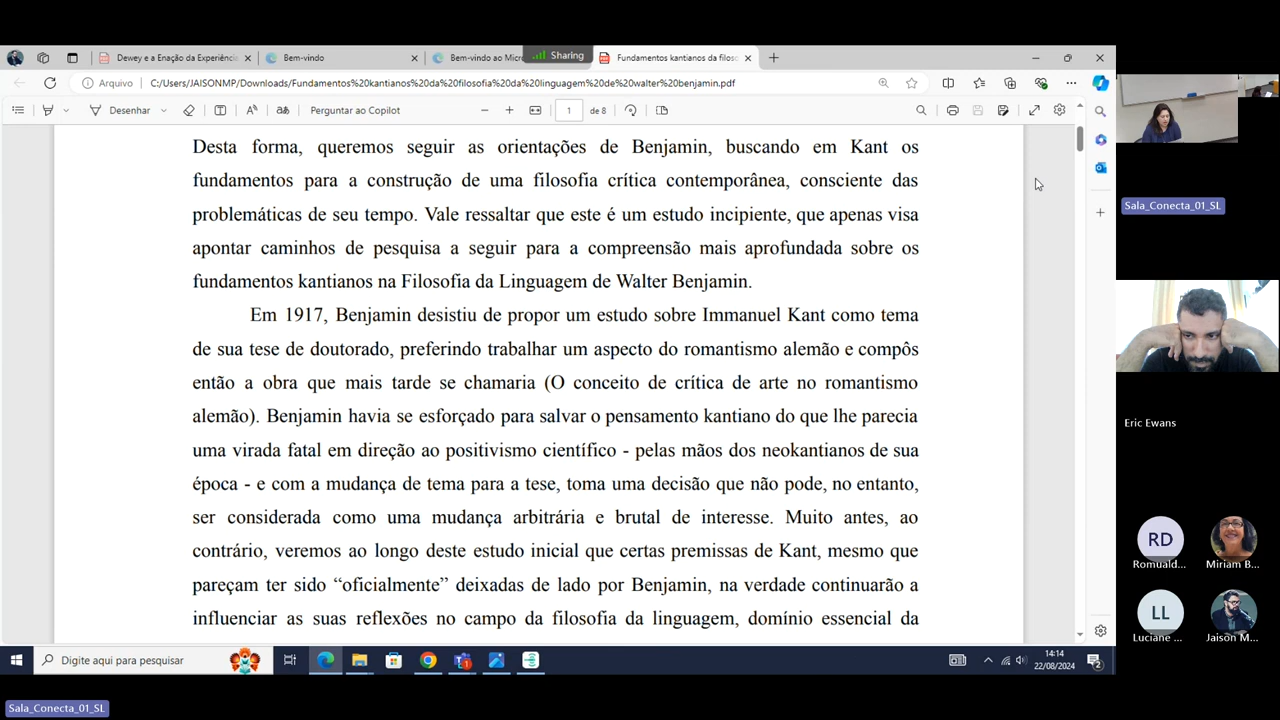 Dewey e a Enação da Experiênc
Bem-vindo
Bem-vindo ao Micr
Sharing
Fundamentos kantianos da filos
Arquivo
C:/Users/JAISONMP/Downloads/Fundamentos%20kantianos%20da%20filosofia%20da%20linguagem%20de%20walter%20benjamin.pdf
Desenhar
Perguntar ao Copilot
1
de 8
Desta forma, queremos seguir as orientações de Benjamin, buscando em Kant os
fundamentos para a construção de uma filosofia crítica contemporânea, consciente das
problemáticas de seu tempo. Vale ressaltar que este é um estudo incipiente, que apenas visa
apontar caminhos de pesquisa a seguir para a compreensão mais aprofundada sobre os
fundamentos kantianos na Filosofia da Linguagem de Walter Benjamin.
Em 1917, Benjamin desistiu de propor um estudo sobre Immanuel Kant como tema
de sua tese de doutorado, preferindo trabalhar um aspecto do romantismo alemão e compôs
então a obra que mais tarde se chamaria (O conceito de crítica de arte no romantismo
alemão). Benjamin havia se esforçado para salvar o pensamento kantiano do que lhe parecia
uma virada fatal em direção ao positivismo científico - pelas mãos dos neokantianos de sua
época - e com a mudança de tema para a tese, toma uma decisão que não pode, no entanto,
ser considerada como uma mudança arbitrária e brutal de interesse. Muito antes, ao
contrário, veremos ao longo deste estudo inicial que certas premissas de Kant, mesmo que
pareçam ter sido “oficialmente” deixadas de lado por Benjamin, na verdade continuarão a
influenciar as suas reflexões no campo da filosofia da linguagem, domínio essencial da
Digite aqui para pesquisar
1
14:14
22/08/2024
2
Sala_Conecta_01_SL
Sala_Conecta_01_SL
Eric Ewans
RD
Romuald...
Miriam B...
LL
Luciane ...
Jaison M...